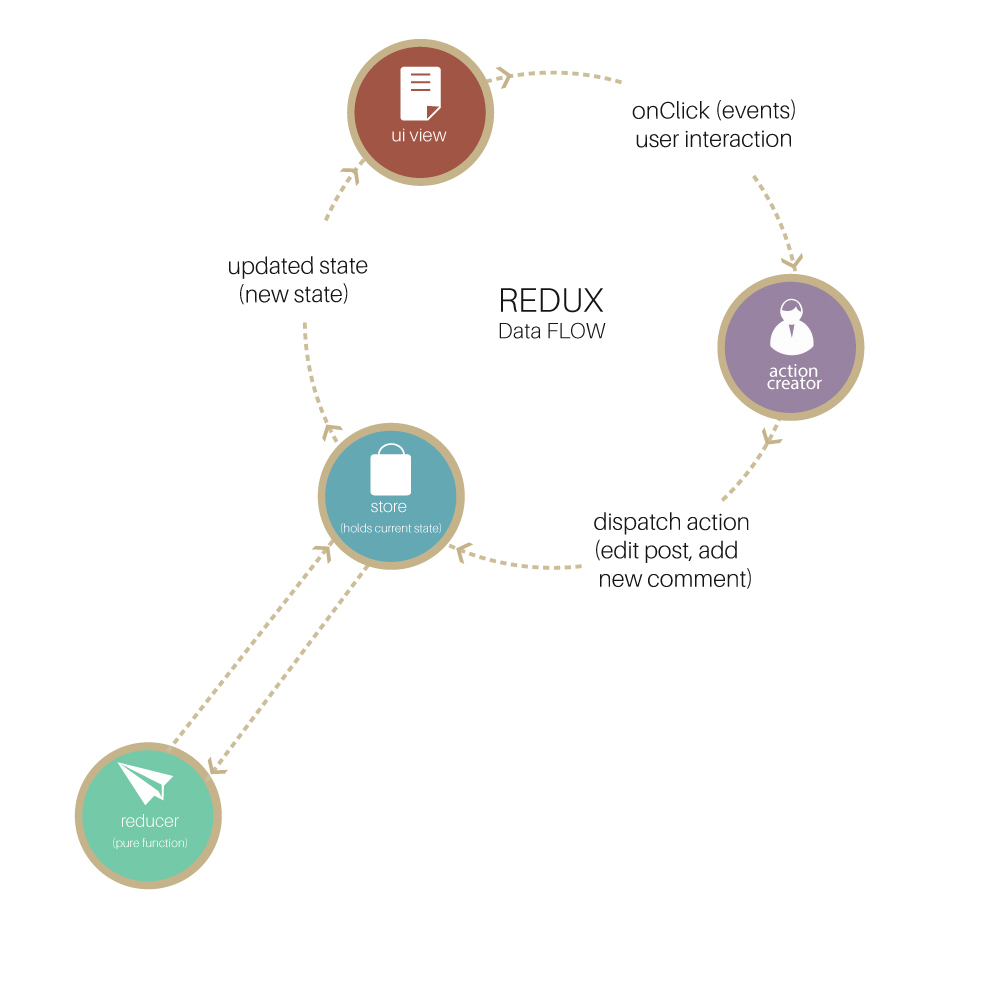 ui view
onClick (events)
user interaction
updated state
(new state)
REDUX
Data FLOW
action
creator
store
(holds current state)
dispatch action
(edit post, add
new comment)
reducer
(pure function)